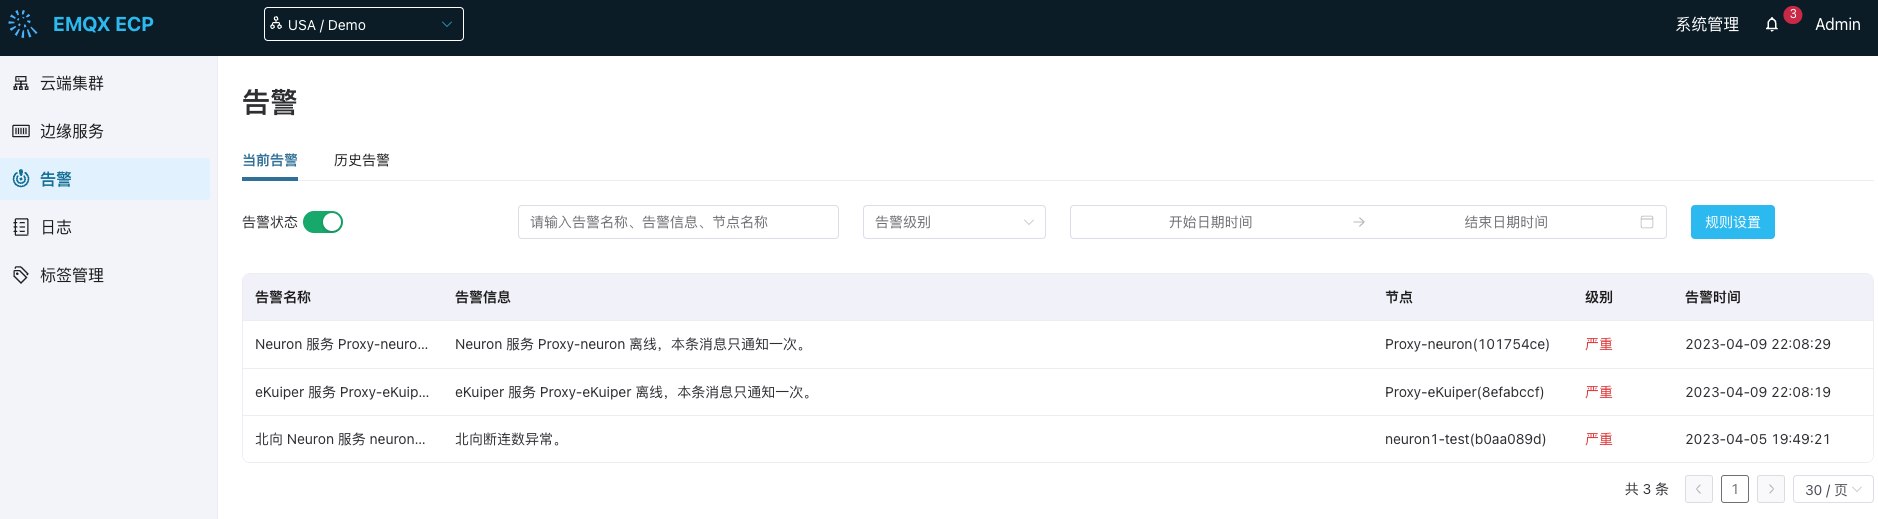 EMQX ECP
USA / Demo
系统管理
3
Admin
云端集群
边缘服务
告警
日志
标签管理
告警
当前告警 历史告警
告警状态 请输入告警名称、告警信息、节点名称 告警级别 开始日期时间 → 结束日期时间 规则设置
告警名称 告警信息 节点 级别 告警时间
Neuron 服务 Proxy-neuro... Neuron 服务 Proxy-neuron 离线，本条消息只通知一次。 Proxy-neuron(101754ce) 严重 2023-04-09 22:08:29
eKuiper 服务 Proxy-eKuip... eKuiper 服务 Proxy-eKuiper 离线，本条消息只通知一次。 Proxy-eKuiper(8efabccf) 严重 2023-04-09 22:08:19
北向 Neuron 服务 neuron... 北向断连数异常。 neuron1-test(b0aa089d) 严重 2023-04-05 19:49:21
共 3 条 1 30 / 页